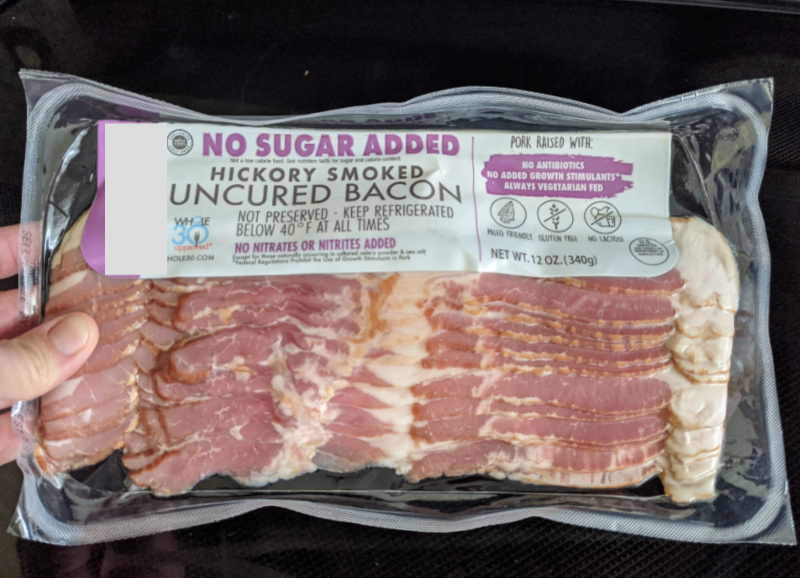 NO SUGAR ADDED
Not a low calorie food. See nutrition facts for sugar and calorie content.
HICKORY SMOKED
UNCURED BACON
NOT PRESERVED - KEEP REFRIGERATED
BELOW 40°F AT ALL TIMES
WHOLE
30
approved
HOLE30.COM
NO NITRATES OR NITRITES ADDED
Except for those naturally occurring in cultured celery powder & sea salt
*Federal Regulations Prohibit the Use of Growth Stimulants in Pork
PORK RAISED WITH:
NO ANTIBIOTICS
NO ADDED GROWTH STIMULANTS*
ALWAYS VEGETARIAN FED
PALEO FRIENDLY GLUTEN FREE NO LACTOSE
NET WT. 12 OZ. (340g)